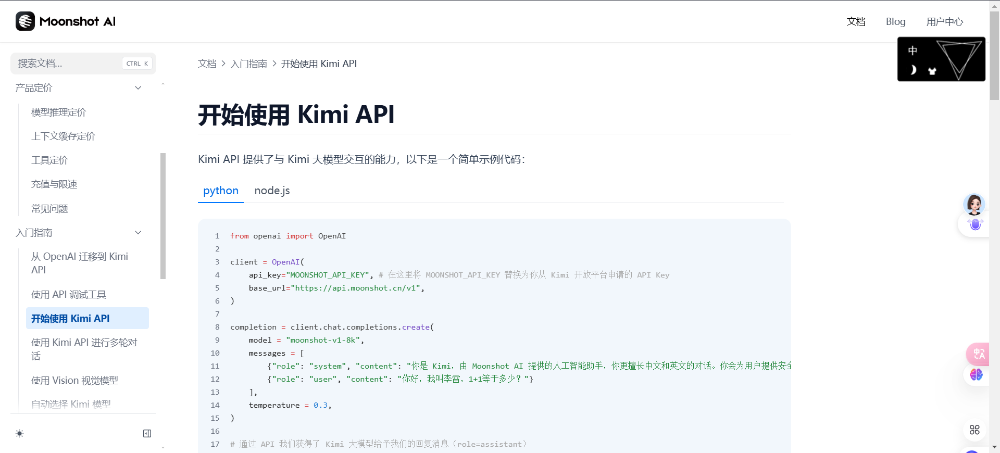 Moonshot AI
文档
Blog
用户中心
中
搜索文档...
CTRL K
产品定价
模型推理定价
上下文缓存定价
工具定价
充值与限速
常见问题
入门指南
从 OpenAI 迁移到 Kimi
API
使用 API 调试工具
开始使用 Kimi API
使用 Kimi API 进行多轮对
话
使用 Vision 视觉模型
自动选择 Kimi 模型
文档 > 入门指南 > 开始使用 Kimi API
开始使用 Kimi API
Kimi API 提供了与 Kimi 大模型交互的能力，以下是一个简单示例代码：
python
node.js
1 from openai import OpenAI
2
3 client = OpenAI(
4     api_key="MOONSHOT_API_KEY", # 在这里将 MOONSHOT_API_KEY 替换为你从 Kimi 开放平台申请的 API Key
5     base_url="https://api.moonshot.cn/v1",
6 )
7
8 completion = client.chat.completions.create(
9     model = "moonshot-v1-8k",
10     messages = [
11         {"role": "system", "content": "你是 Kimi，由 Moonshot AI 提供的人工智能助手，你更擅长中文和英文的对话。你会为用户提供安全
12         {"role": "user", "content": "你好，我叫李雷，1+1等于多少？"}
13     ],
14     temperature = 0.3,
15 )
16
17 # 通过 API 我们获得了 Kimi 大模型给予我们的回复消息（role=assistant）
中A